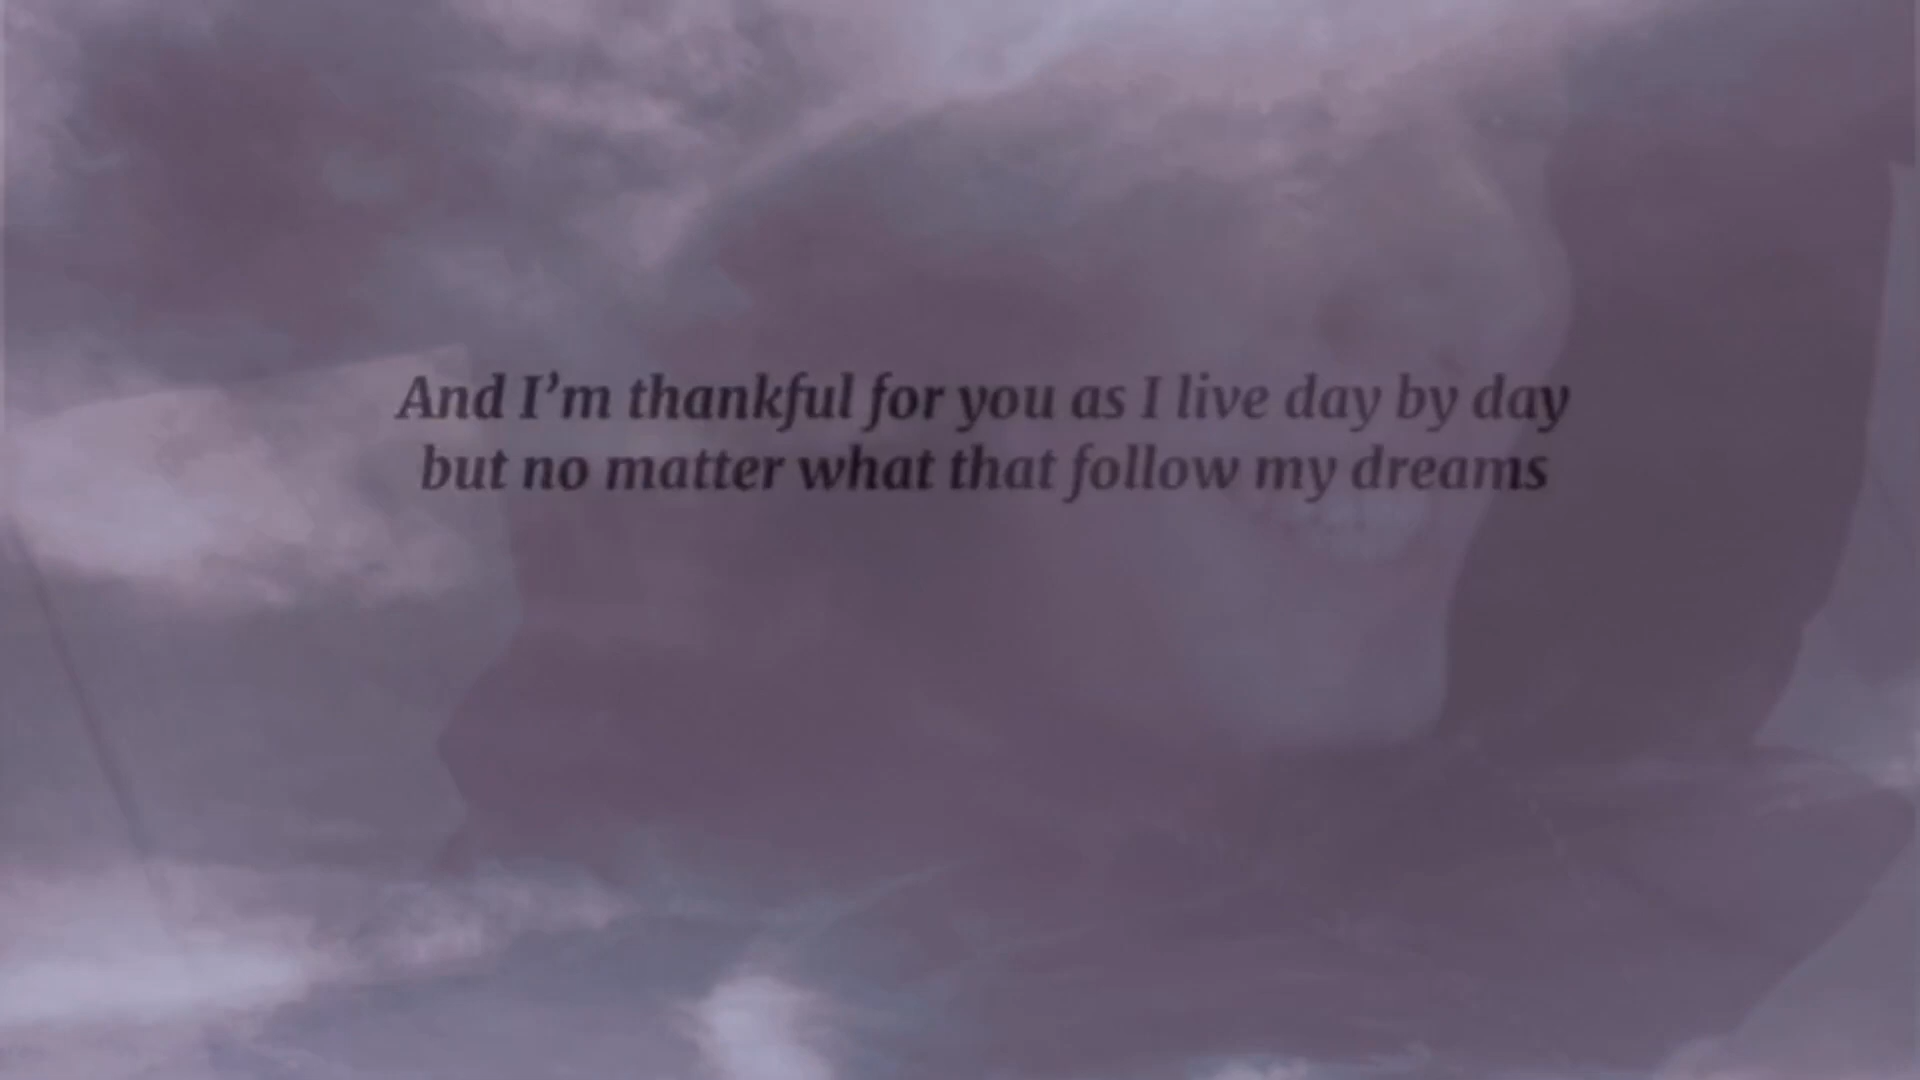 And I’m thankful for you as I live day by day
but no matter what that follow my dreams